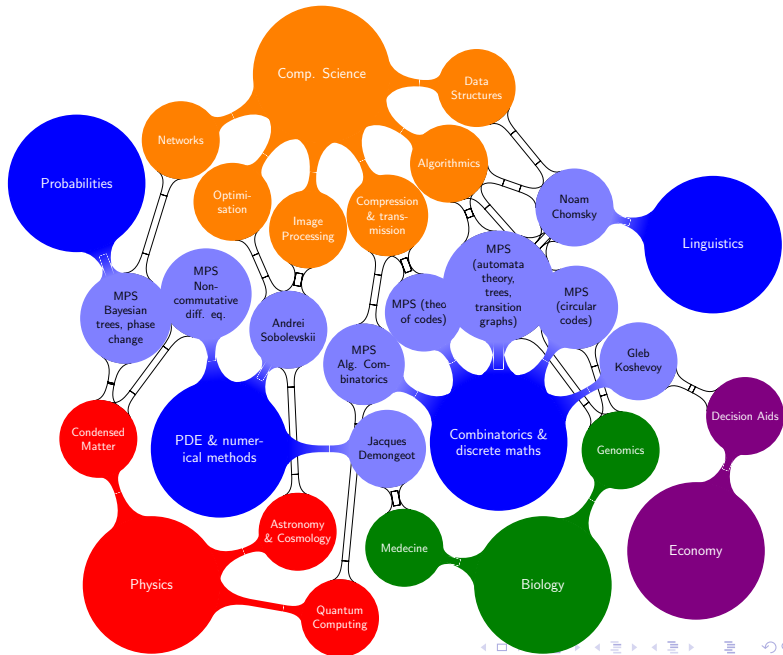 Comp. Science
Data
Structures
Networks
Algorithmics
Probabilities
Optimi-
sation
Image
Processing
Compression
& trans-
mission
Noam
Chomsky
Linguistics
MPS
Bayesian
trees, phase
change
MPS
Non-
commutative
diff. eq.
Andrei
Sobolevskii
MPS (theo
of codes)
MPS
(automata
theory,
trees,
transition
graphs)
MPS
(circular
codes)
MPS
Alg. Com-
binatorics
Gleb
Koshevoy
Decision Aids
Condensed
Matter
PDE & numer-
ical methods
Jacques
Demongeot
Combinatorics &
discrete maths
Genomics
Astronomy
& Cosmology
Medecine
Economy
Physics
Biology
Quantum
Computing